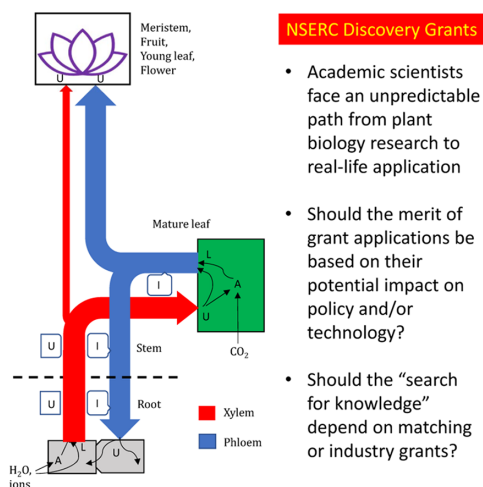 Meristem,
Fruit,
Young leaf,
Flower
U U
Mature leaf
L
I
A
U
CO2
U I Stem
U I Root
L
A U
H2O,
ions
Xylem
Phloem
NSERC Discovery Grants
• Academic scientists
face an unpredictable
path from plant
biology research to
real-life application
• Should the merit of
grant applications be
based on their
potential impact on
policy and/or
technology?
• Should the “search
for knowledge”
depend on matching
or industry grants?